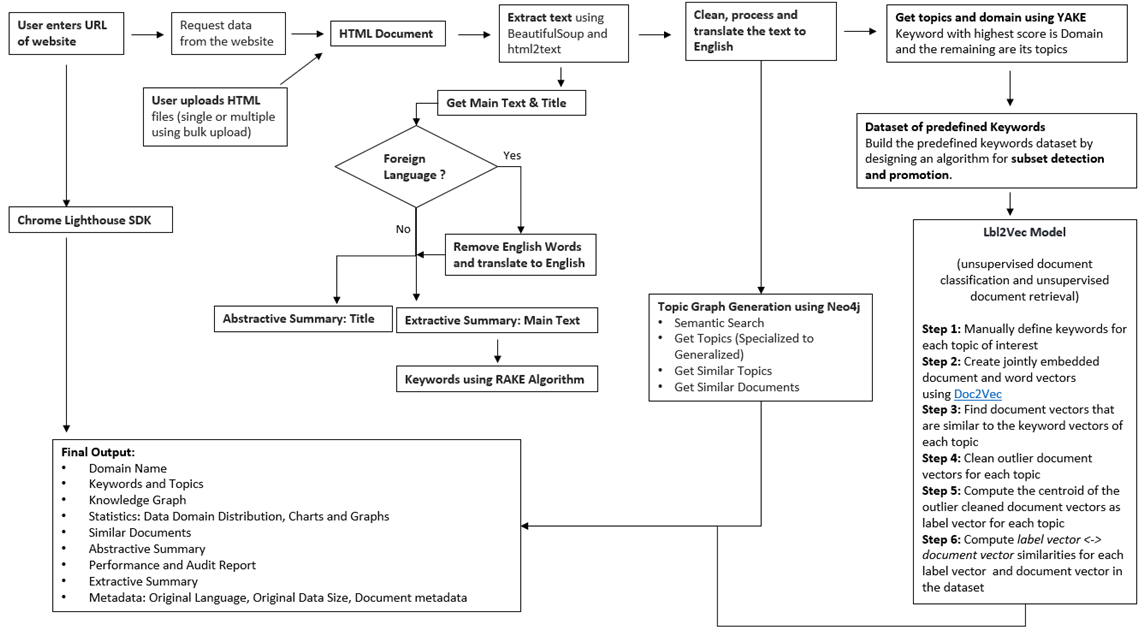 User enters URL
of website
Request data
from the website
HTML Document
Extract text using
BeautifulSoup and
html2text
Clean, process and
translate the text to
English
Get topics and domain using YAKE
Keyword with highest score is Domain
and the remaining are its topics
User uploads HTML
files (single or multiple
using bulk upload)
Get Main Text & Title
Foreign
Language ?
Yes
No
Remove English Words
and translate to English
Abstractive Summary: Title
Extractive Summary: Main Text
Keywords using RAKE Algorithm
Chrome Lighthouse SDK
Dataset of predefined Keywords
Build the predefined keywords dataset by
designing an algorithm for subset detection
and promotion.
Topic Graph Generation using Neo4j
• Semantic Search
• Get Topics (Specialized to
Generalized)
• Get Similar Topics
• Get Similar Documents
Lbl2Vec Model
(unsupervised document
classification and unsupervised
document retrieval)
Step 1: Manually define keywords for
each topic of interest
Step 2: Create jointly embedded
document and word vectors
using Doc2Vec
Step 3: Find document vectors that
are similar to the keyword vectors of
each topic
Step 4: Clean outlier document
vectors for each topic
Step 5: Compute the centroid of the
outlier cleaned document vectors as
label vector for each topic
Step 6: Compute label vector <->
document vector similarities for each
label vector and document vector in
the dataset
Final Output:
• Domain Name
• Keywords and Topics
• Knowledge Graph
• Statistics: Data Domain Distribution, Charts and Graphs
• Similar Documents
• Abstractive Summary
• Performance and Audit Report
• Extractive Summary
• Metadata: Original Language, Original Data Size, Document metadata